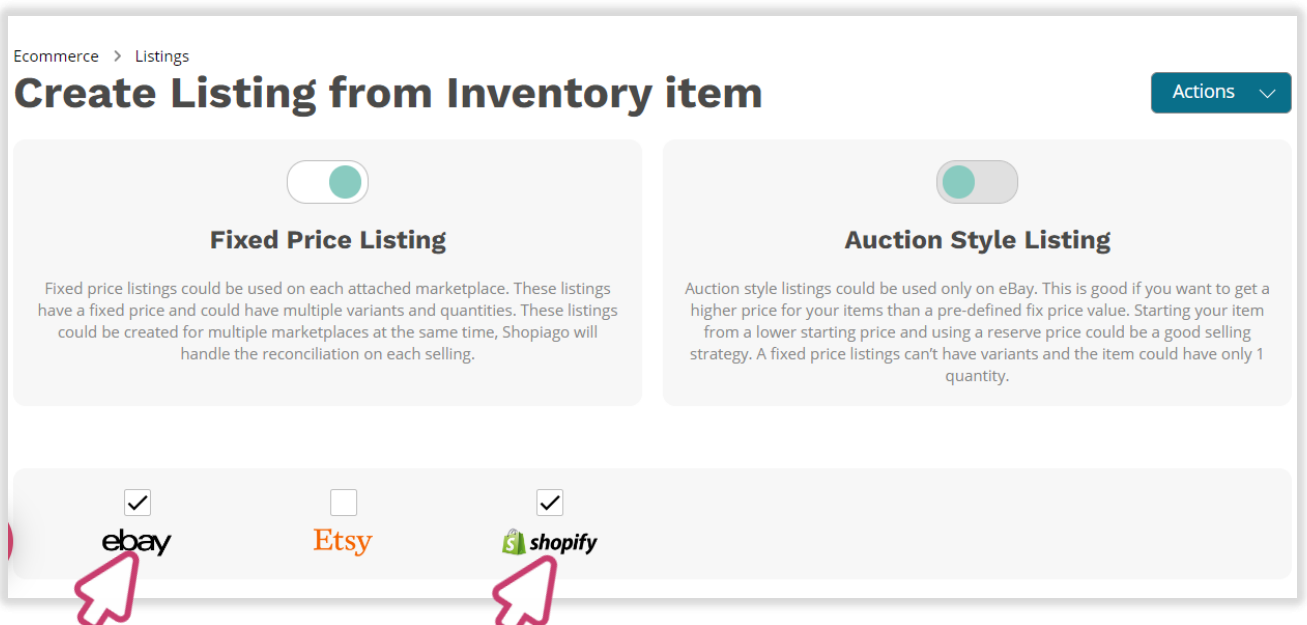 Ecommerce > Listings
Create Listing from Inventory item
Actions
Fixed Price Listing
Fixed price listings could be used on each attached marketplace. These listings
have a fixed price and could have multiple variants and quantities. These listings
could be created for multiple marketplaces at the same time, Shopiago will
handle the reconciliation on each selling.
Auction Style Listing
Auction style listings could be used only on eBay. This is good if you want to get a
higher price for your items than a pre-defined fix price value. Starting your item
from a lower starting price and using a reserve price could be a good selling
strategy. A fixed price listings can't have variants and the item could have only 1
quantity.
ebay
Etsy
shopify